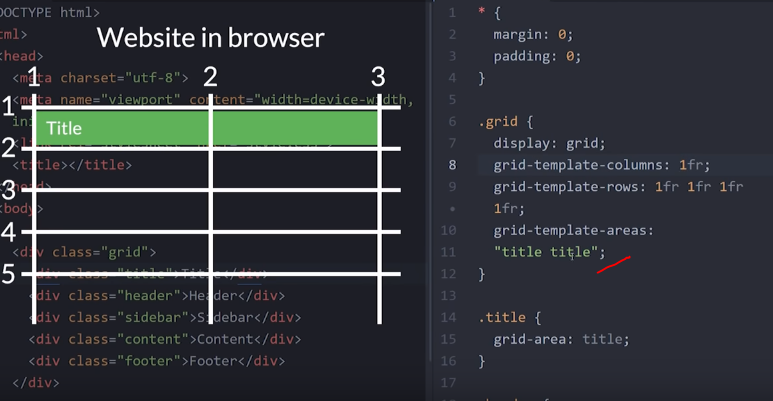 DOCTYPE html>
tml>
<head>
Website in browser
<meta charset="utf-8">
1 2 3
<meta name="viewport" content="width=device-width,
1
ini
Title
2
<title></title>
head>
3
<body>
4
<div class="grid">
5
<div class="title">Title</div>
<div class="header">Header</div>
<div class="sidebar">Sidebar</div>
<div class="content">Content</div>
<div class="footer">Footer</div>
</div>
1 * {
2 margin: 0;
3 padding: 0;
4 }
5
6 .grid {
7 display: grid;
8 grid-template-columns: 1fr;
9 grid-template-rows: 1fr 1fr 1fr
• 1fr;
10 grid-template-areas:
11 "title title";
12 }
13
14 .title {
15 grid-area: title;
16 }
17